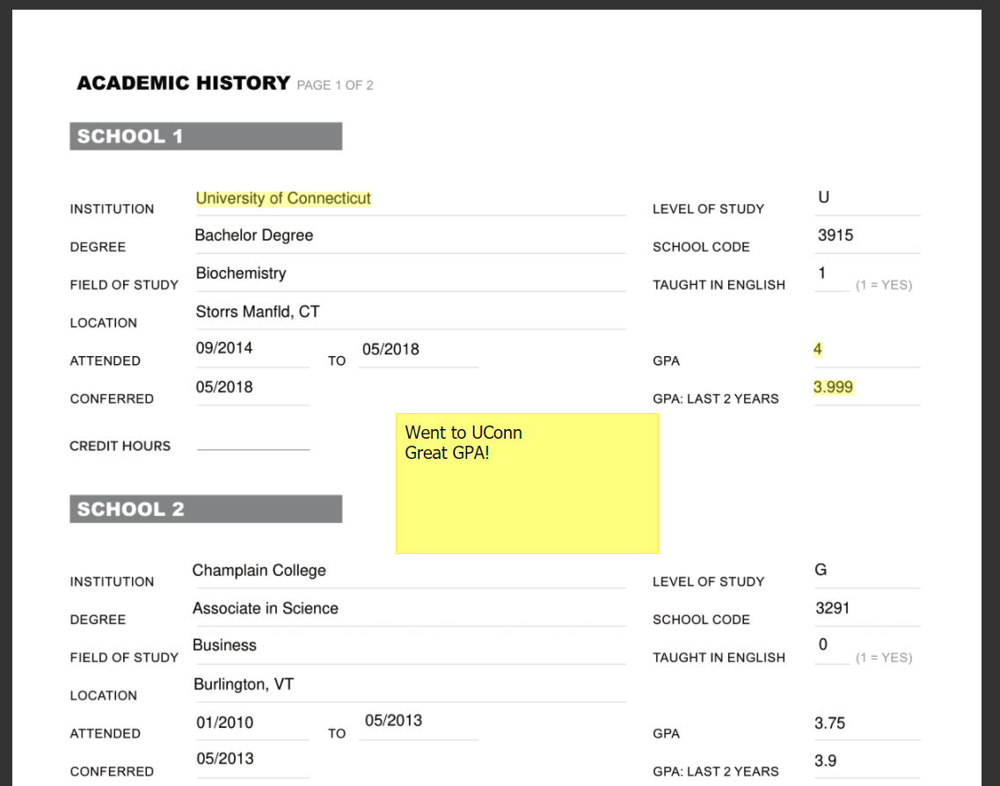 ACADEMIC HISTORY PAGE 1 OF 2
SCHOOL 1
INSTITUTION University of Connecticut LEVEL OF STUDY U
DEGREE Bachelor Degree SCHOOL CODE 3915
FIELD OF STUDY Biochemistry TAUGHT IN ENGLISH 1 (1 = YES)
LOCATION Storrs Manfld, CT
ATTENDED 09/2014 TO 05/2018 GPA 4
CONFERRED 05/2018 GPA: LAST 2 YEARS 3.999
CREDIT HOURS
Went to UConn
Great GPA!
SCHOOL 2
INSTITUTION Champlain College LEVEL OF STUDY G
DEGREE Associate in Science SCHOOL CODE 3291
FIELD OF STUDY Business TAUGHT IN ENGLISH 0 (1 = YES)
LOCATION Burlington, VT
ATTENDED 01/2010 TO 05/2013 GPA 3.75
CONFERRED 05/2013 GPA: LAST 2 YEARS 3.9